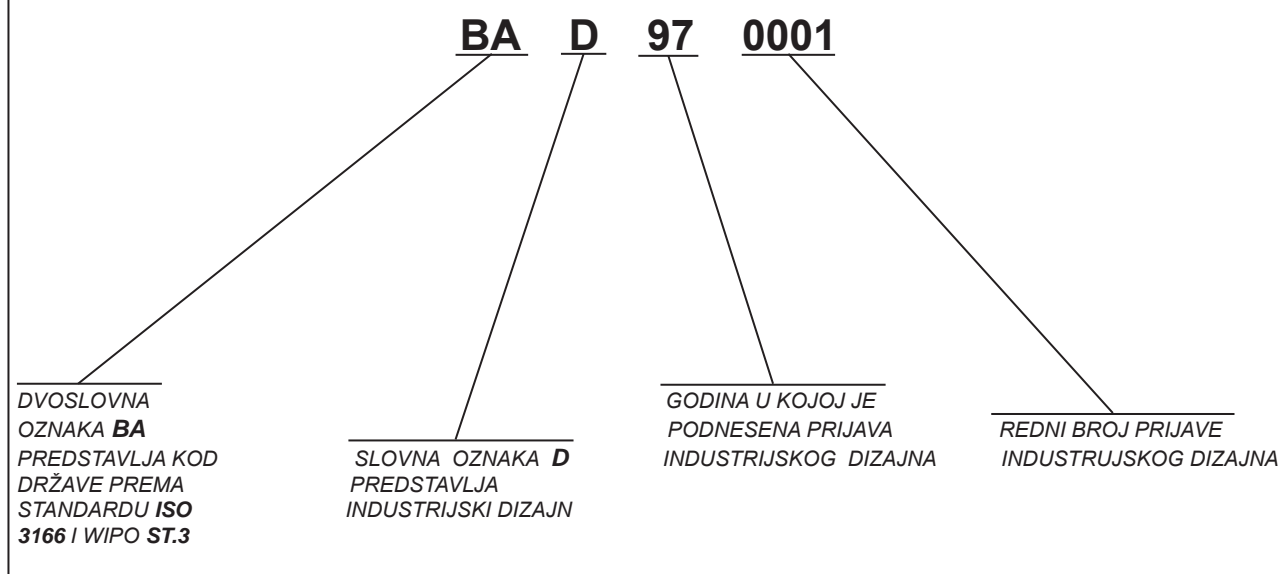 BA D 97 0001
DVOSLOVNA
OZNAKA BA
PREDSTAVLJA KOD
DRŽAVE PREMA
STANDARDU ISO
3166 I WIPO ST.3
SLOVNA OZNAKA D
PREDSTAVLJA
INDUSTRIJSKI DIZAJN
GODINA U KOJOJ JE
PODNESENA PRIJAVA
INDUSTRIJSKOG DIZAJNA
REDNI BROJ PRIJAVE
INDUSTRUJSKOG DIZAJNA